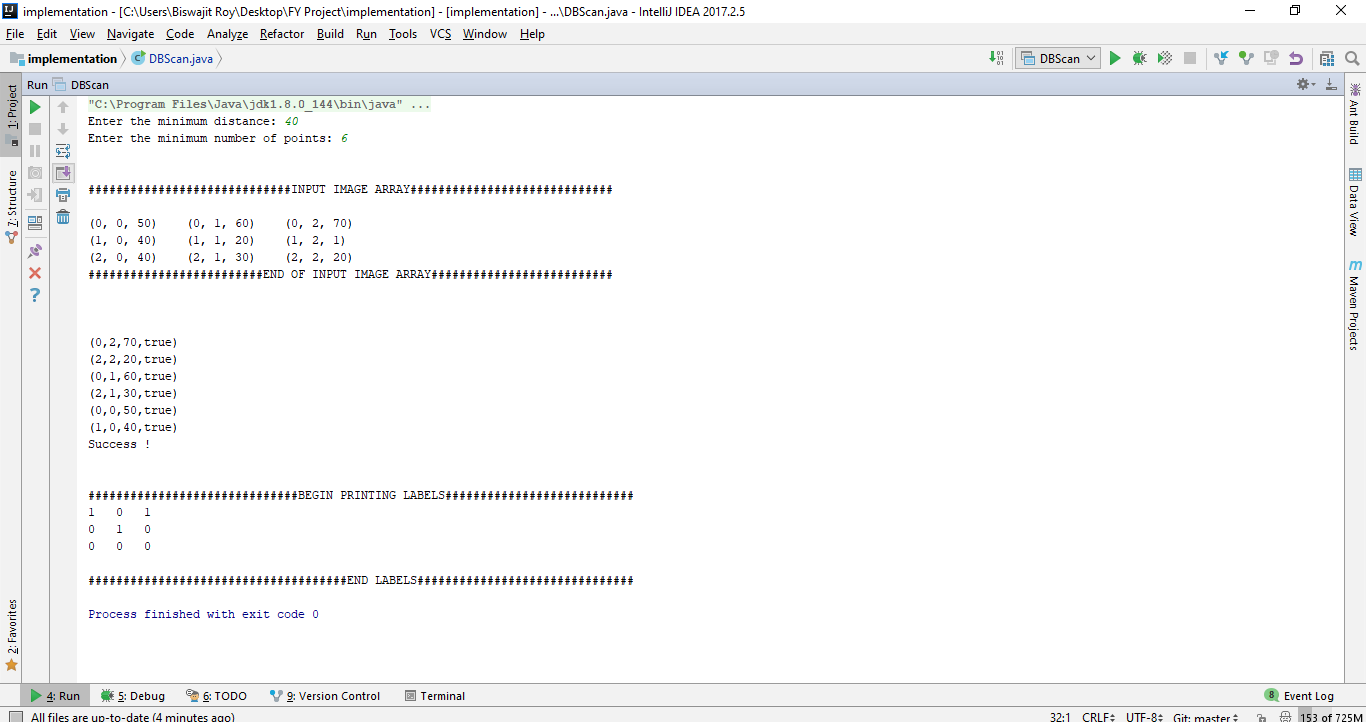 implementation - [C:\Users\Biswajit Roy\Desktop\FY Project\implementation] - [implementation] - ...\DBScan.java - IntelliJ IDEA 2017.2.5
File Edit View Navigate Code Analyze Refactor Build Run Tools VCS Window Help
implementation DBScan.java DBScan
Run DBScan
1: Project
7: Structure
2: Favorites
"C:\Program Files\Java\jdk1.8.0_144\bin\java" ...
Enter the minimum distance: 40
Enter the minimum number of points: 6
#############################INPUT IMAGE ARRAY#############################
(0, 0, 50) (0, 1, 60) (0, 2, 70)
(1, 0, 40) (1, 1, 20) (1, 2, 1)
(2, 0, 40) (2, 1, 30) (2, 2, 20)
#########################END OF INPUT IMAGE ARRAY##########################
(0,2,70,true)
(2,2,20,true)
(0,1,60,true)
(2,1,30,true)
(0,0,50,true)
(1,0,40,true)
Success !
##############################BEGIN PRINTING LABELS###########################
1 0 1
0 1 0
0 0 0
#####################################END LABELS###############################
Process finished with exit code 0
Ant Build
Data View
m Maven Projects
4: Run 5: Debug 6: TODO 9: Version Control Terminal 8 Event Log
All files are up-to-date (4 minutes ago) 32:1 CRLF UTF-8 Git: master 153 of 725M